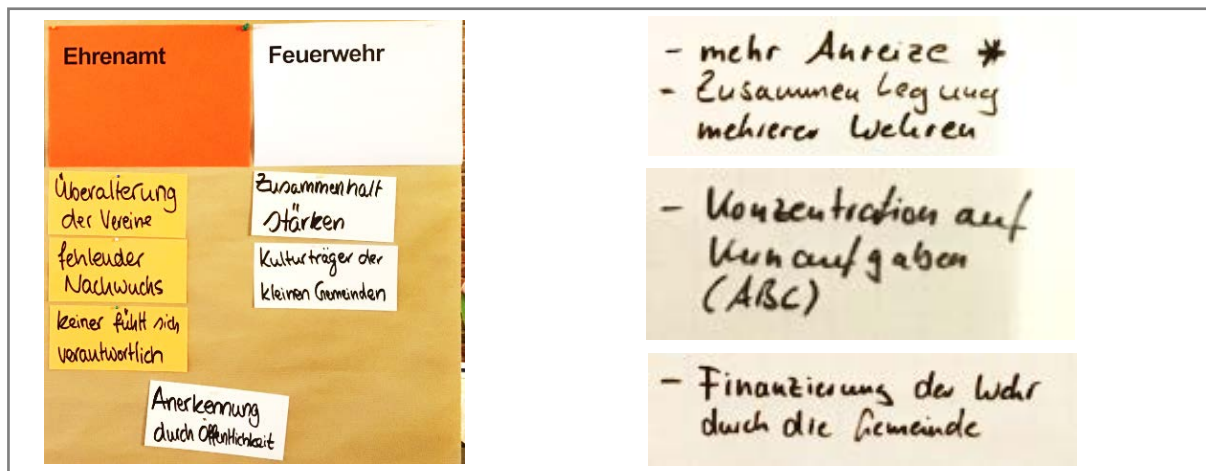 Ehrenamt
Feuerwehr
Überalterung
der Vereine
fehlender
Nachwuchs
keiner fühlt sich
verantwortlich
Zusammenhalt
stärken
Kulturträger der
kleinen Gemeinden
Anerkennung
durch Öffentlichkeit
- mehr Anreize *
- Zusammenlegung
mehrerer Wehren
- Konzentration auf
Kernaufgaben
(ABC)
- Finanzierung der Wehr
durch die Gemeinde